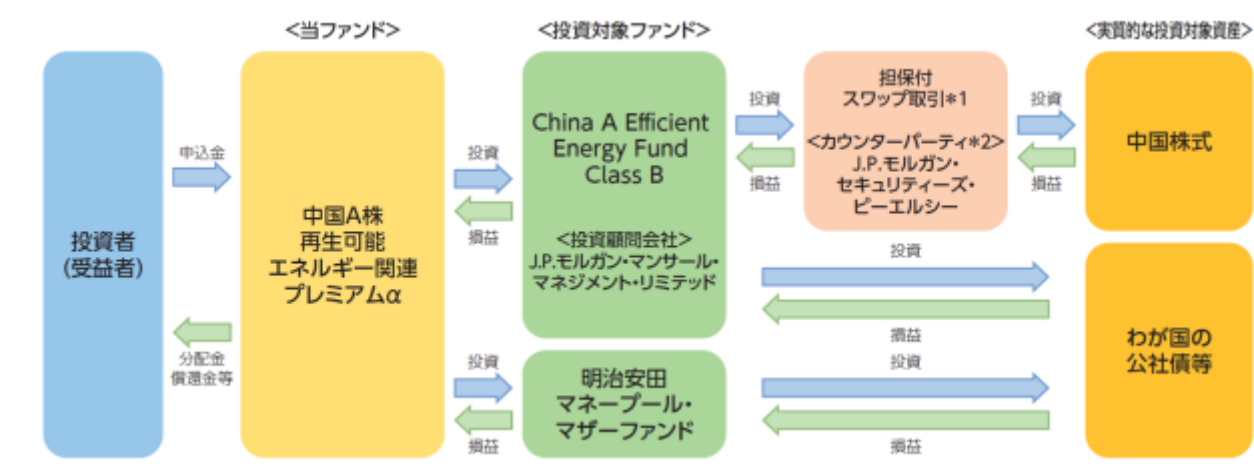 <当ファンド>
<投資対象ファンド>
<実質的な投資対象資産>
投資者
(受益者)
申込金
分配金
償還金等
中国A株
再生可能
エネルギー関連
プレミアムα
投資
損益
投資
損益
China A Efficient
Energy Fund
Class B
<投資顧問会社>
J.P.モルガン・マンサール・
マネジメント・リミテッド
明治安田
マネープール・
マザーファンド
投資
損益
担保付
スワップ取引*1
<カウンターパーティ*2>
J.P.モルガン・
セキュリティーズ・
ピーエルシー
投資
損益
中国株式
投資
損益
投資
損益
わが国の
公社債等